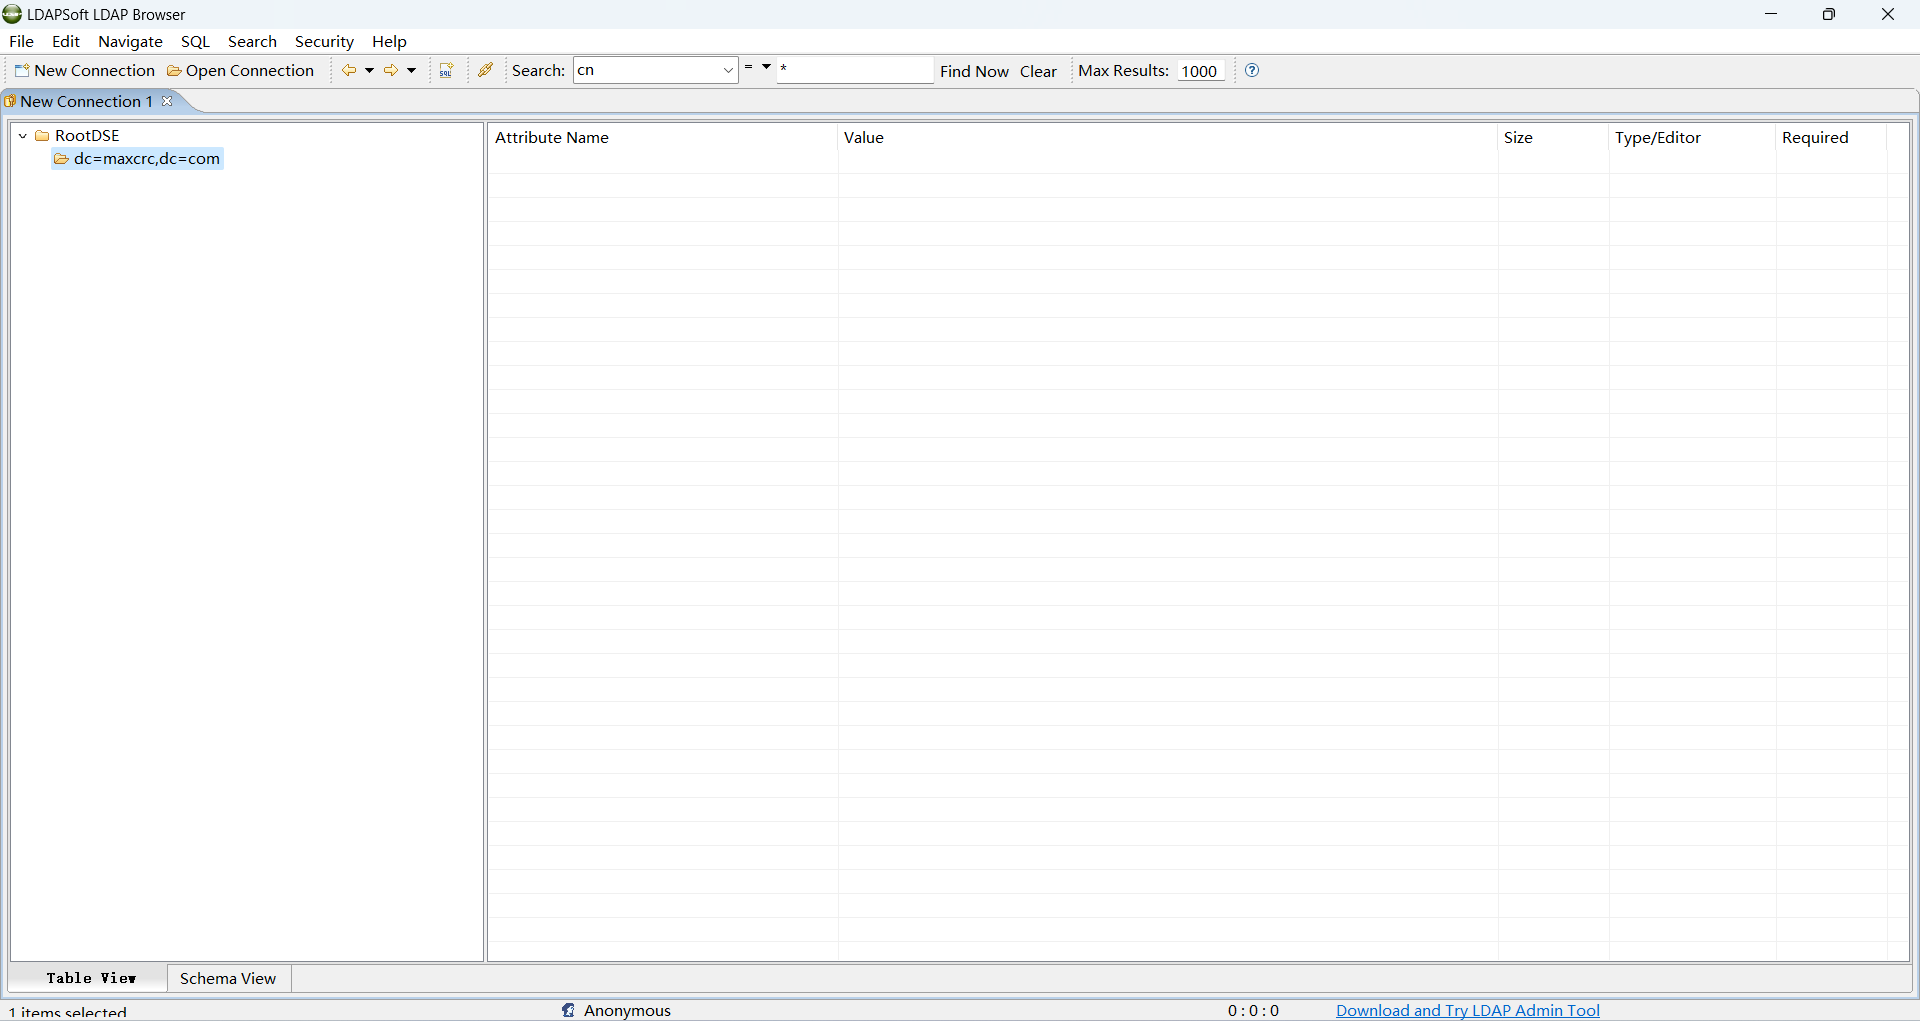 LDAPSoft LDAP Browser
File Edit Navigate SQL Search Security Help
New Connection Open Connection SQL Search: cn = * Find Now Clear Max Results: 1000
New Connection 1
RootDSE
dc=maxcrc,dc=com
Attribute Name Value Size Type/Editor Required
Table View Schema View
1 items selected Anonymous 0:0:0 Download and Try LDAP Admin Tool